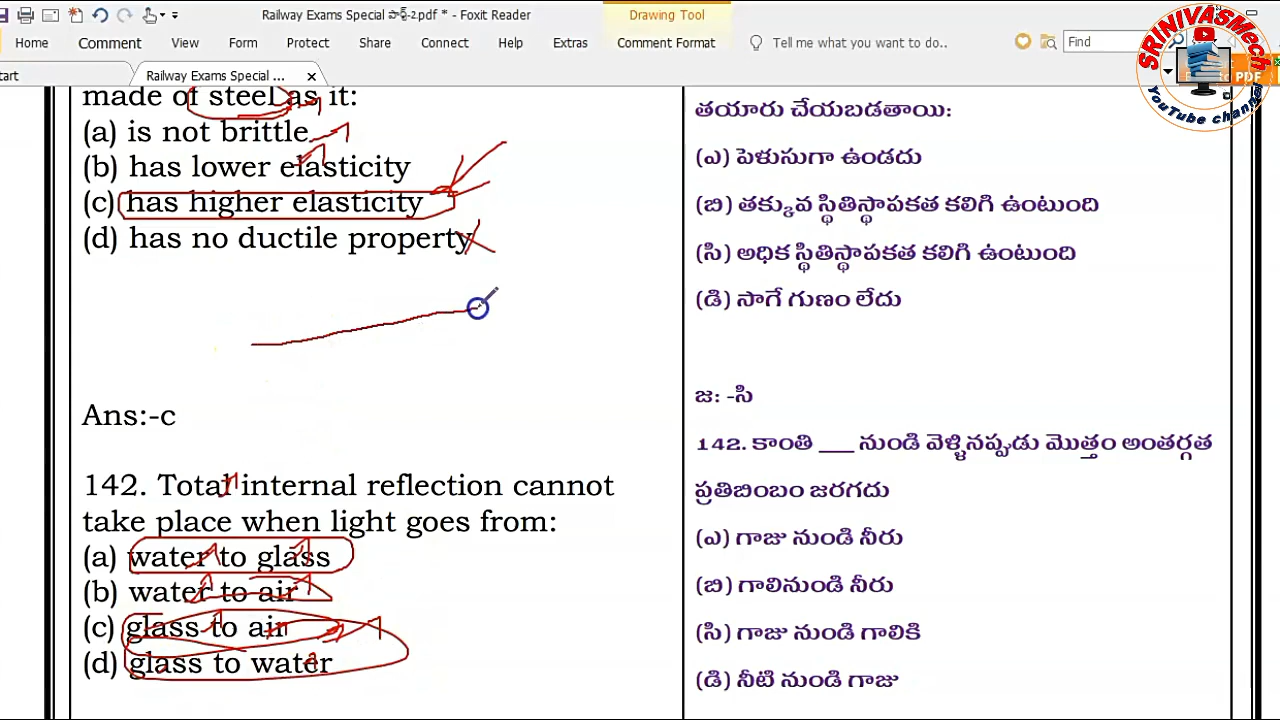 Railway Exams Special పార్ట్-2.pdf * - Foxit Reader
Drawing Tool
Home Comment View Form Protect Share Connect Help Extras Comment Format Tell me what you want to do.. Find
tart Railway Exams Special ... PDF
SRINIVASMech
YouTube channel
made of steel as it:
(a) is not brittle
(b) has lower elasticity
(c) has higher elasticity
(d) has no ductile property
Ans:-c
142. Total internal reflection cannot
take place when light goes from:
(a) water to glass
(b) water to air
(c) glass to air
(d) glass to water
తయారు చేయబడతాయి:
(ఎ) పెళుసుగా ఉండదు
(బి) తక్కువ స్థితిస్థాపకత కలిగి ఉంటుంది
(సి) అధిక స్థితిస్థాపకత కలిగి ఉంటుంది
(డి) సాగే గుణం లేదు
జ: -సి
142. కాంతి ___ నుండి వెళ్ళినప్పుడు మొత్తం అంతర్గత
ప్రతిబింబం జరగదు
(ఎ) గాజు నుండి నీరు
(బి) గాలినుండి నీరు
(సి) గాజు నుండి గాలికి
(డి) నీటి నుండి గాజు